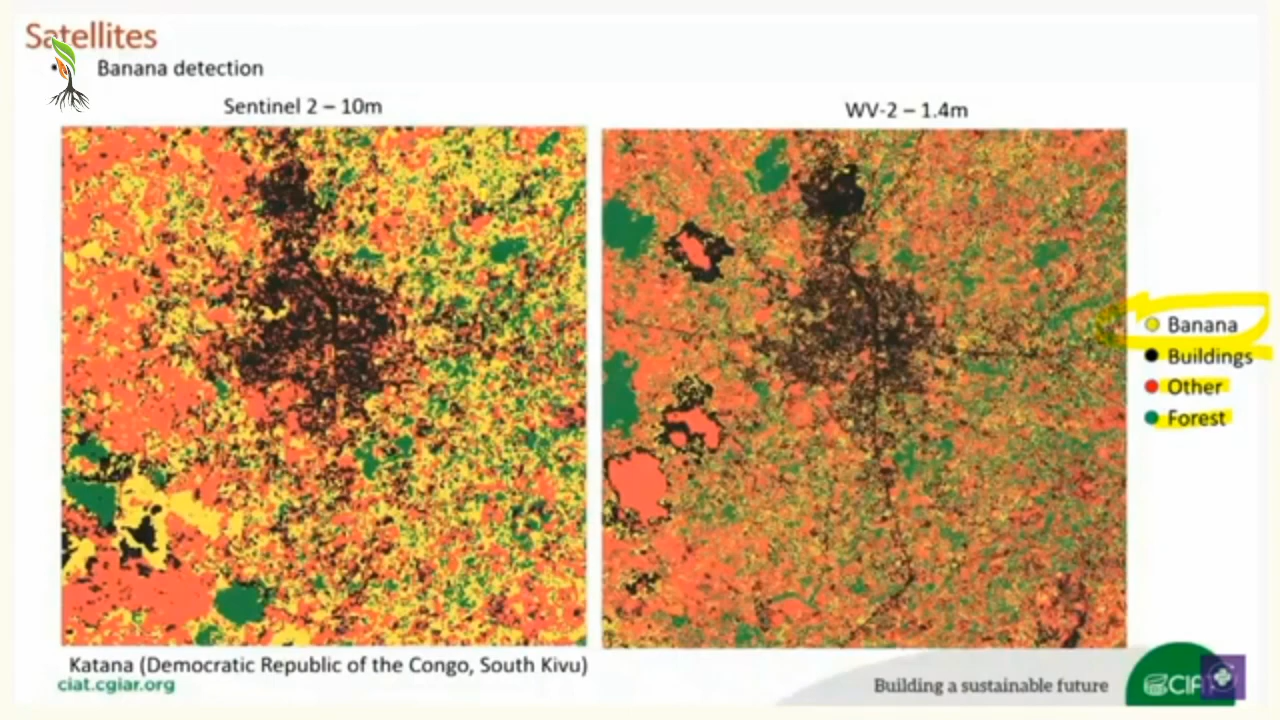 Satellites
• Banana detection
Sentinel 2 – 10m
WV-2 – 1.4m
Banana
Buildings
Other
Forest
Katana (Democratic Republic of the Congo, South Kivu)
ciat.cgiar.org
Building a sustainable future